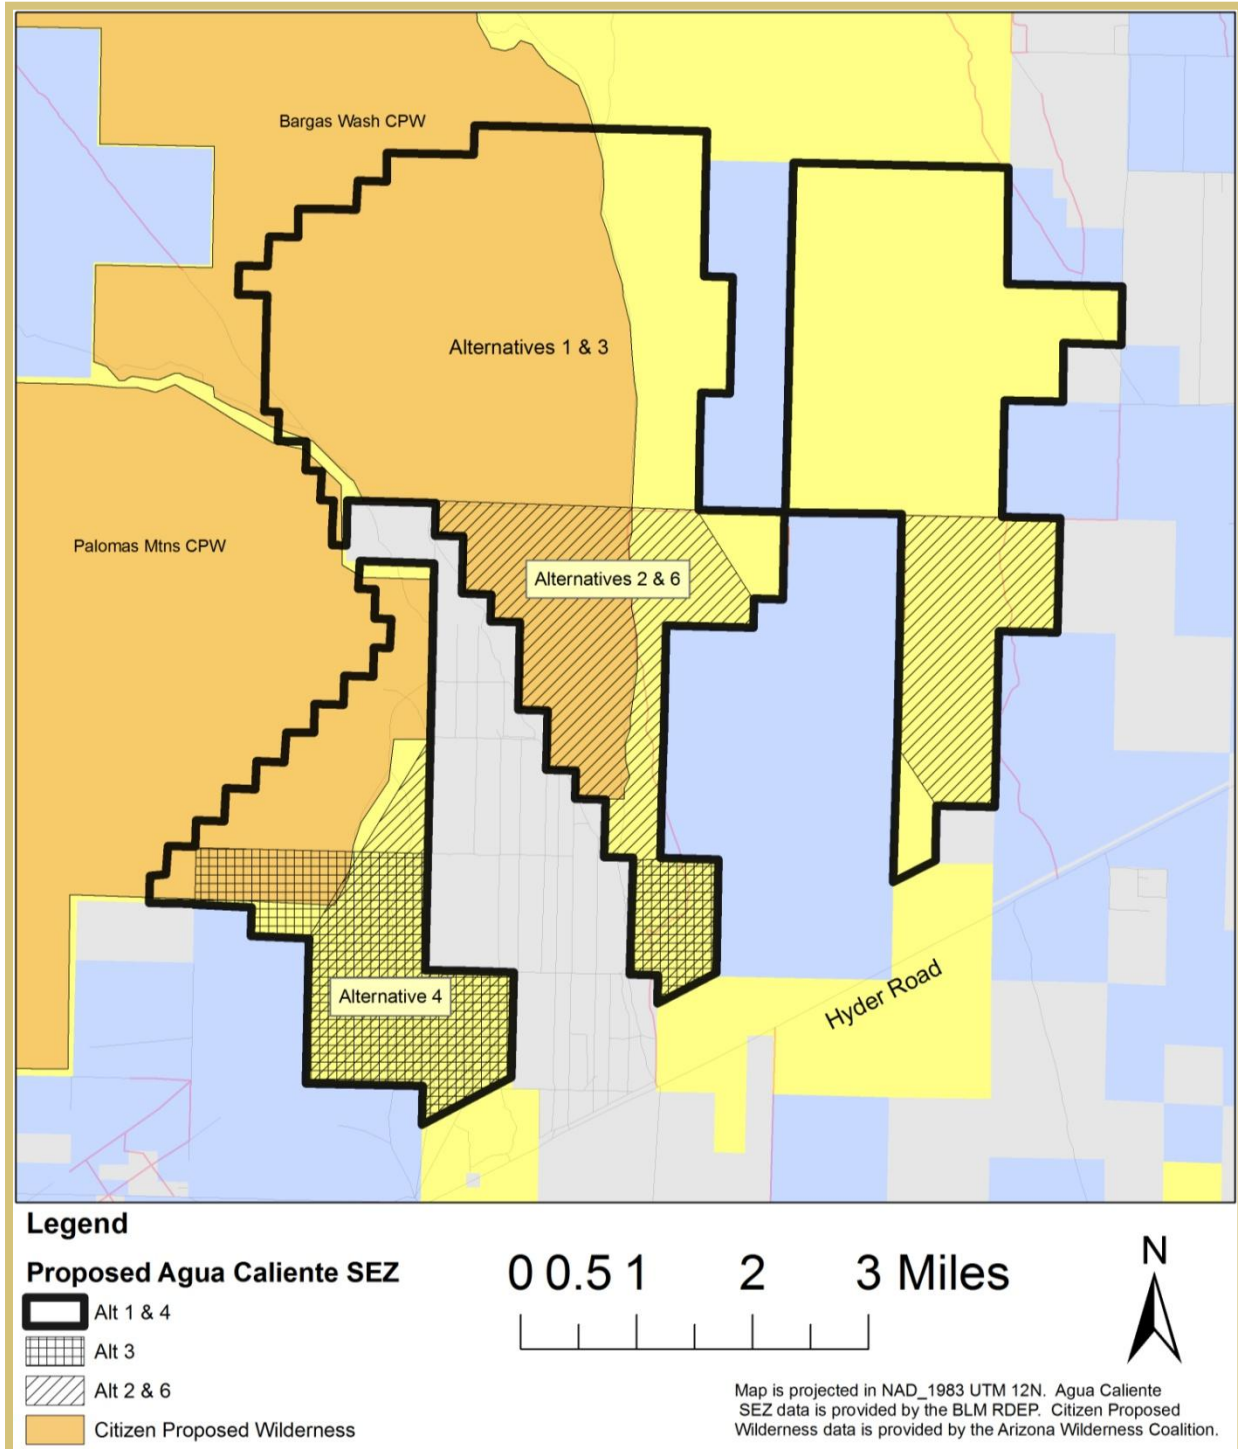 Bargas Wash CPW
Alternatives 1 & 3
Palomas Mtns CPW
Alternatives 2 & 6
Alternative 4
Hyder Road
Legend
Proposed Agua Caliente SEZ
Alt 1 & 4
Alt 3
Alt 2 & 6
Citizen Proposed Wilderness
0 0.5 1 2 3 Miles
N
Map is projected in NAD_1983 UTM 12N. Agua Caliente
SEZ data is provided by the BLM RDEP. Citizen Proposed
Wilderness data is provided by the Arizona Wilderness Coalition.